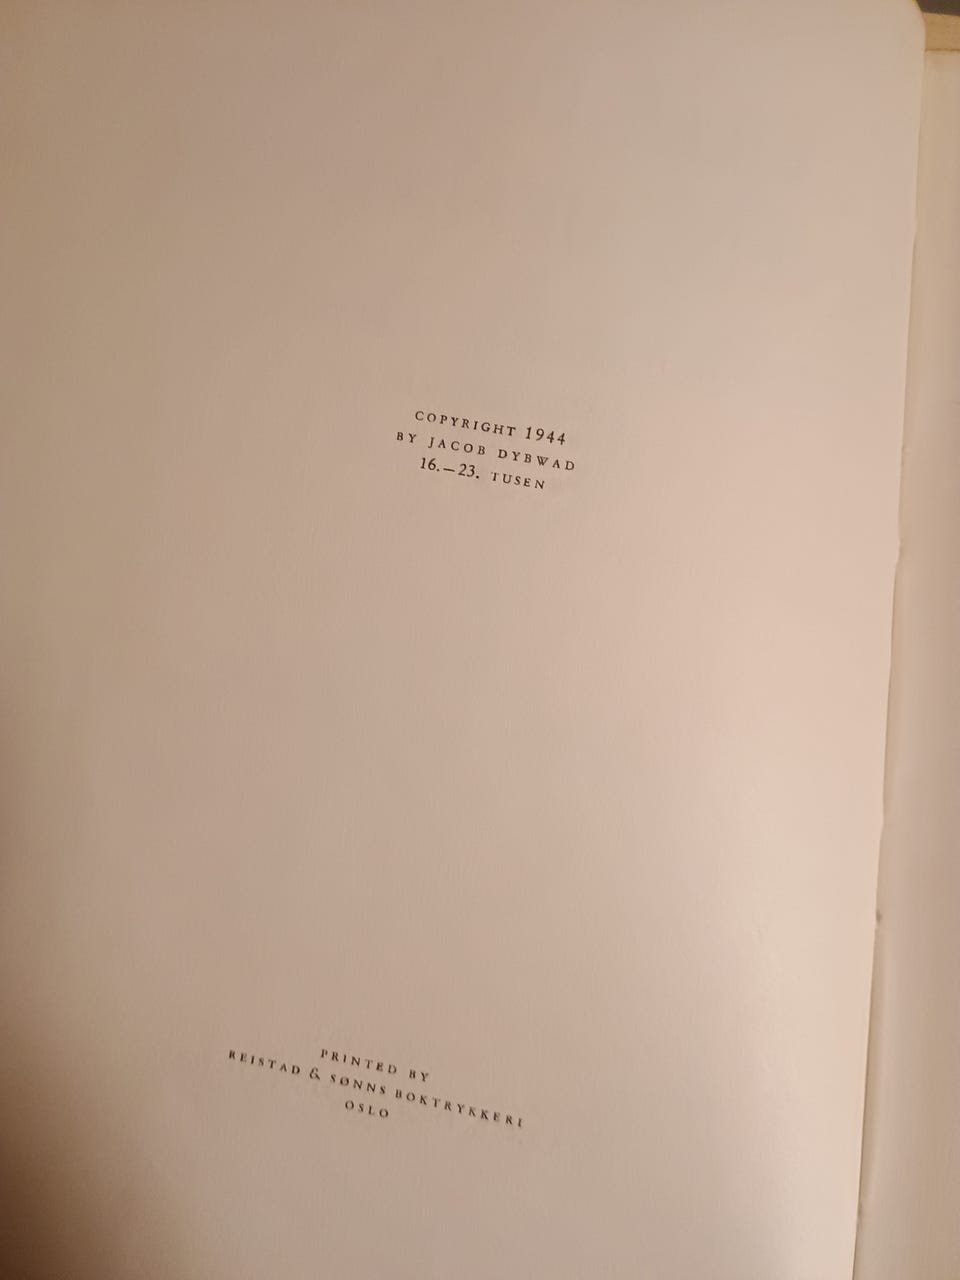 COPYRIGHT 1944
BY JACOB DYBWAD
16.—23. TUSEN
PRINTED BY
REISTAD & SØNNS BOKTRYKKERI
OSLO